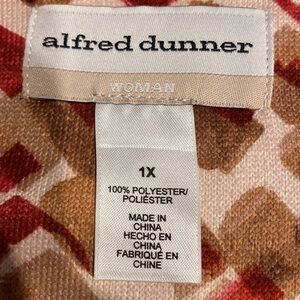 alfred dunner
WOMAN
1X
100% POLYESTER/
POLIÉSTER
MADE IN
CHINA
HECHO EN
CHINA
FABRIQUÉ EN
CHINE